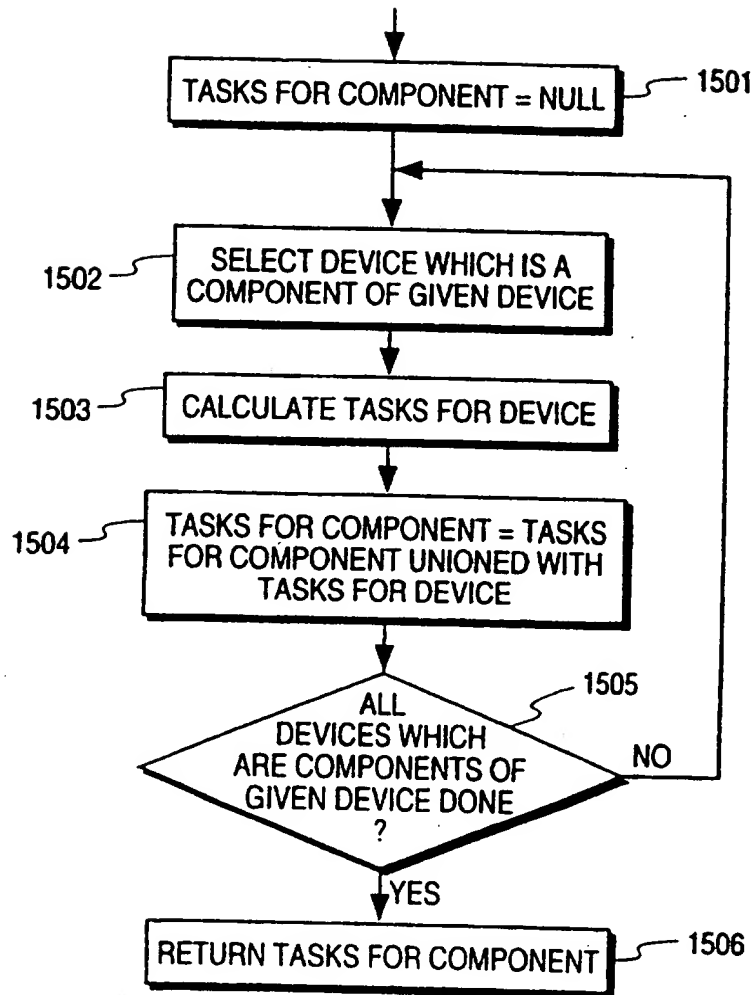 TASKS FOR COMPONENT = NULL
1501
1502
SELECT DEVICE WHICH IS A
COMPONENT OF GIVEN DEVICE
1503
CALCULATE TASKS FOR DEVICE
1504
TASKS FOR COMPONENT = TASKS
FOR COMPONENT UNIONED WITH
TASKS FOR DEVICE
1505
ALL
DEVICES WHICH
ARE COMPONENTS OF
GIVEN DEVICE DONE
?
NO
YES
RETURN TASKS FOR COMPONENT
1506